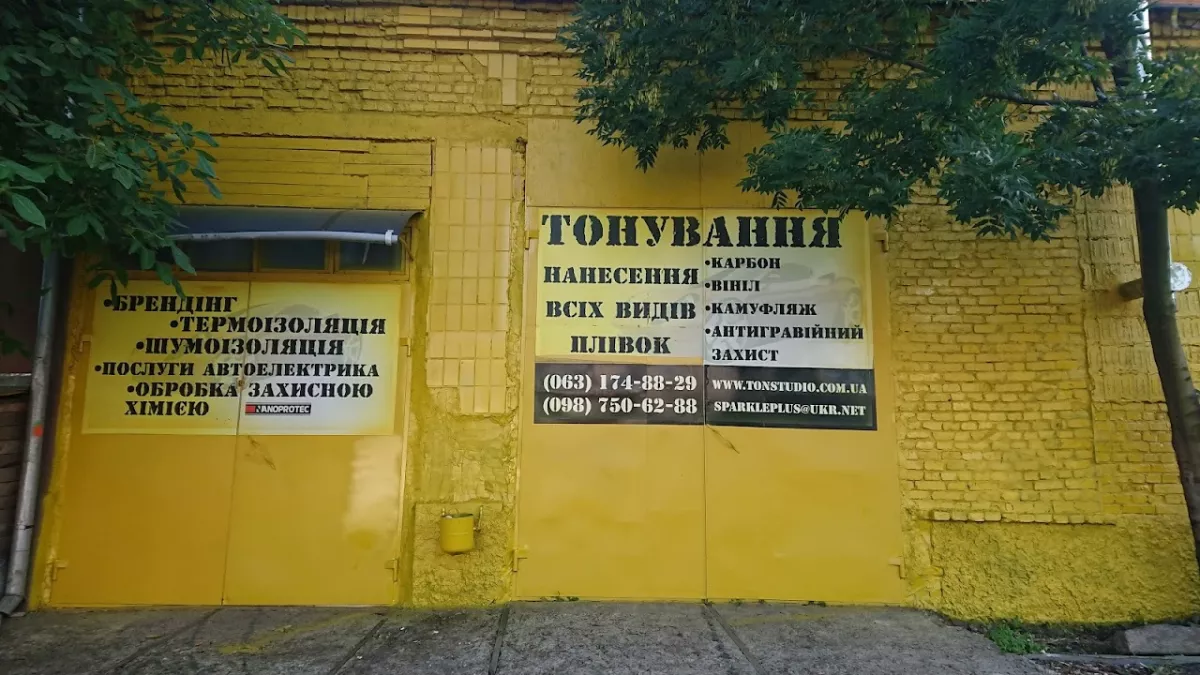 •БРЕНДІНГ
•ТЕРМОІЗОЛЯЦІЯ
•ШУМОІЗОЛЯЦІЯ
•ПОСЛУГИ АВТОЕЛЕКТРИКА
•ОБРОБКА ЗАХИСНОЮ
ХІМІЄЮ NANOPROTEC
ТОНУВАННЯ
НАНЕСЕННЯ
ВСІХ ВИДІВ
ПЛІВОК
•КАРБОН
•ВІНІЛ
•КАМУФЛЯЖ
•АНТИГРАВІЙНИЙ
ЗАХИСТ
(063) 174-88-29
(098) 750-62-88
WWW.TONSTUDIO.COM.UA
SPARKLEPLUS@UKR.NET